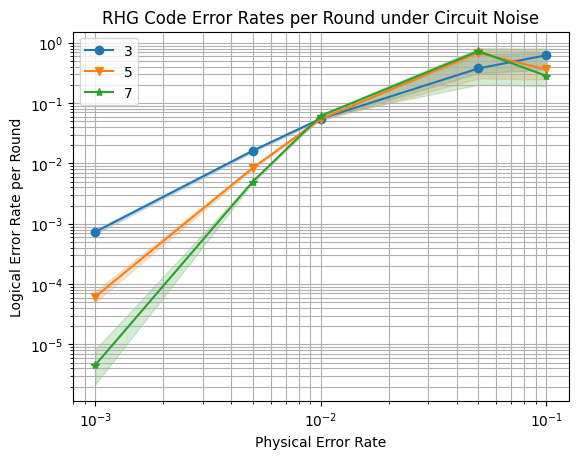 RHG Code Error Rates per Round under Circuit Noise
3
5
7
10⁰
10⁻¹
10⁻²
10⁻³
10⁻⁴
10⁻⁵
Logical Error Rate per Round
10⁻³ 10⁻² 10⁻¹
Physical Error Rate